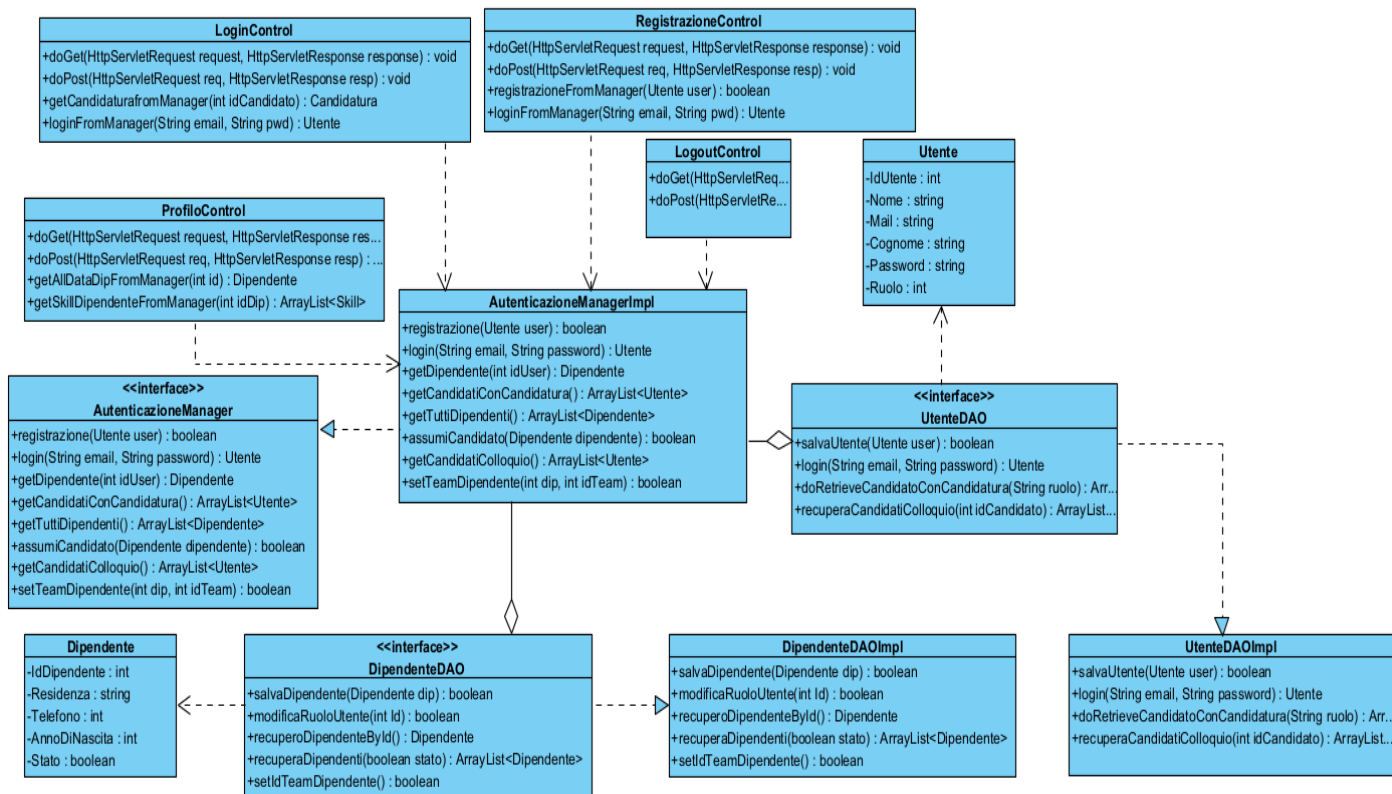 LoginControl
+doGet(HttpServletRequest request, HttpServletResponse response) : void
+doPost(HttpServletRequest req, HttpServletResponse resp) : void
+getCandidaturafromManager(int idCandidato) : Candidatura
+loginFromManager(String email, String pwd) : Utente
RegistrazioneControl
+doGet(HttpServletRequest request, HttpServletResponse response) : void
+doPost(HttpServletRequest req, HttpServletResponse resp) : void
+registrazioneFromManager(Utente user) : boolean
+loginFromManager(String email, String pwd) : Utente
LogoutControl
+doGet(HttpServletReq...
+doPost(HttpServletRe...
Utente
-IdUtente : int
-Nome : string
-Mail : string
-Cognome : string
-Password : string
-Ruolo : int
ProfiloControl
+doGet(HttpServletRequest request, HttpServletResponse res...
+doPost(HttpServletRequest req, HttpServletResponse resp) : ...
+getAllDataDipFromManager(int id) : Dipendente
+getSkillDipendenteFromManager(int idDip) : ArrayList<Skill>
AutenticazioneManagerImpl
+registrazione(Utente user) : boolean
+login(String email, String password) : Utente
+getDipendente(int idUser) : Dipendente
+getCandidatiConCandidatura() : ArrayList<Utente>
+getTuttiDipendenti() : ArrayList<Dipendente>
+assumiCandidato(Dipendente dipendente) : boolean
+getCandidatiColloquio() : ArrayList<Utente>
+setTeamDipendente(int dip, int idTeam) : boolean
<<interface>>
AutenticazioneManager
+registrazione(Utente user) : boolean
+login(String email, String password) : Utente
+getDipendente(int idUser) : Dipendente
+getCandidatiConCandidatura() : ArrayList<Utente>
+getTuttiDipendenti() : ArrayList<Dipendente>
+assumiCandidato(Dipendente dipendente) : boolean
+getCandidatiColloquio() : ArrayList<Utente>
+setTeamDipendente(int dip, int idTeam) : boolean
<<interface>>
UtenteDAO
+salvaUtente(Utente user) : boolean
+login(String email, String password) : Utente
+doRetrieveCandidatoConCandidatura(String ruolo) : Arr...
+recuperaCandidatiColloquio(int idCandidato) : ArrayList...
Dipendente
-IdDipendente : int
-Residenza : string
-Telefono : int
-AnnoDiNascita : int
-Stato : boolean
<<interface>>
DipendenteDAO
+salvaDipendente(Dipendente dip) : boolean
+modificaRuoloUtente(int Id) : boolean
+recuperoDipendenteById() : Dipendente
+recuperaDipendenti(boolean stato) : ArrayList<Dipendente>
+setIdTeamDipendente() : boolean
DipendenteDAOImpl
+salvaDipendente(Dipendente dip) : boolean
+modificaRuoloUtente(int Id) : boolean
+recuperoDipendenteById() : Dipendente
+recuperaDipendenti(boolean stato) : ArrayList<Dipendente>
+setIdTeamDipendente() : boolean
UtenteDAOImpl
+salvaUtente(Utente user) : boolean
+login(String email, String password) : Utente
+doRetrieveCandidatoConCandidatura(String ruolo) : Arr...
+recuperaCandidatiColloquio(int idCandidato) : ArrayList...